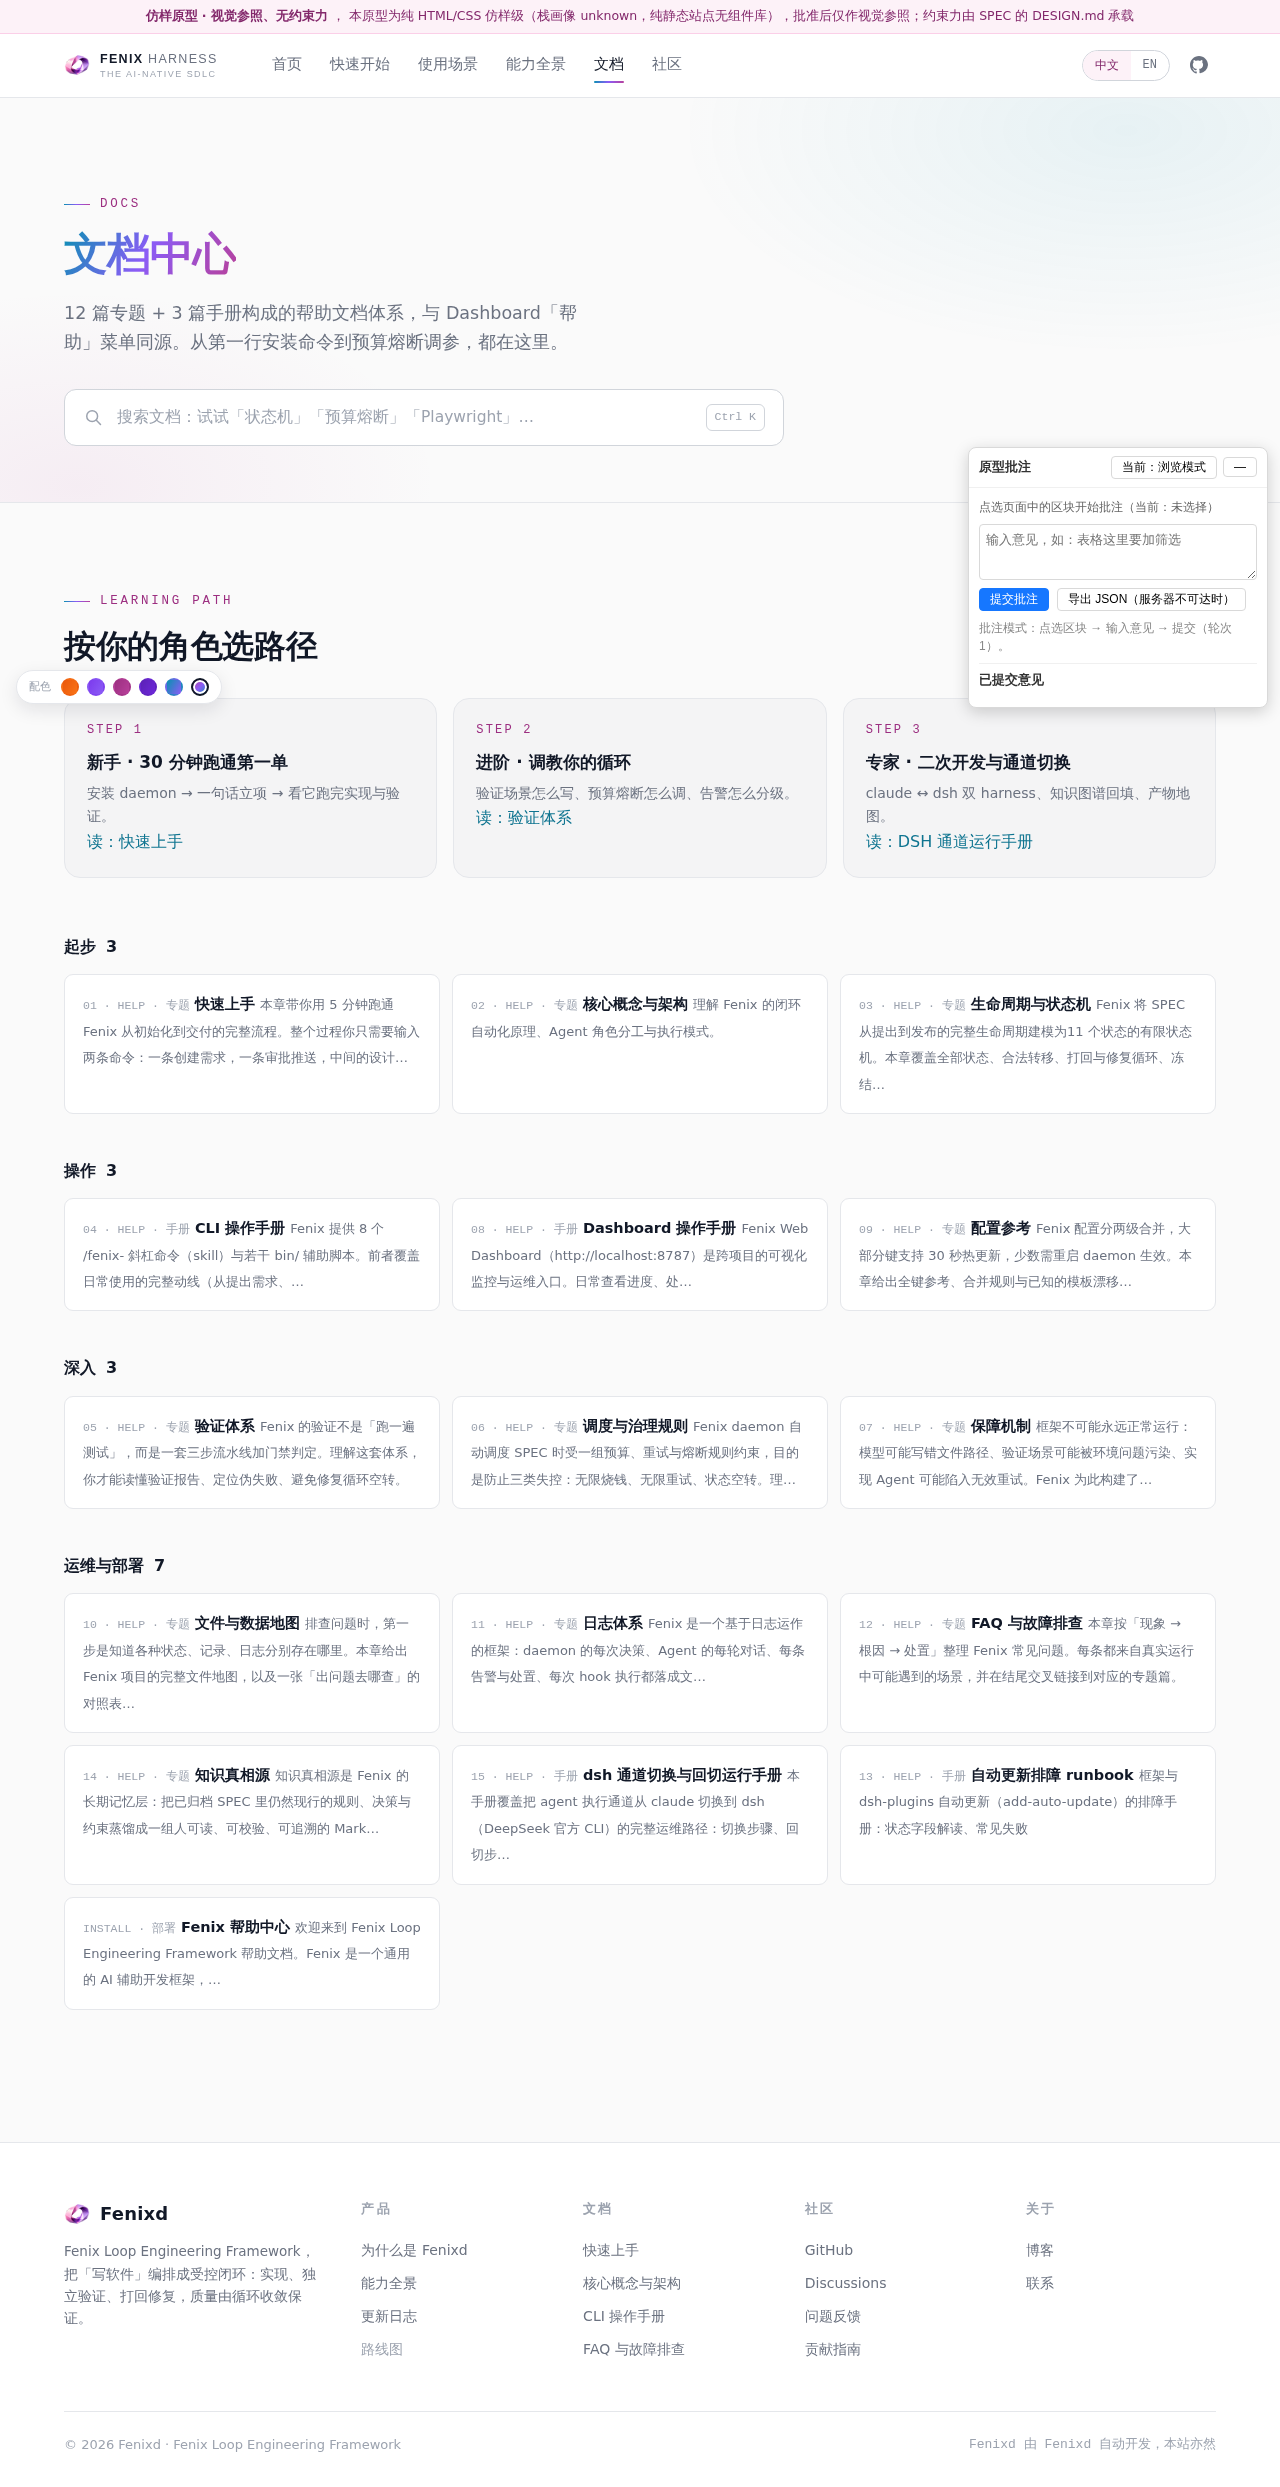 仿样原型 · 视觉参照、无约束力 ， 本原型为纯 HTML/CSS 仿样级（栈画像 unknown，纯静态站点无组件库），批准后仅作视觉参照；约束力由 SPEC 的 DESIGN.md 承载
FENIX HARNESS
THE AI-NATIVE SDLC
首页 快速开始 使用场景 能力全景 文档 社区
中文 EN
DOCS
文档中心
12 篇专题 + 3 篇手册构成的帮助文档体系，与 Dashboard「帮
助」菜单同源。从第一行安装命令到预算熔断调参，都在这里。
搜索文档：试试「状态机」「预算熔断」「Playwright」…
Ctrl K
原型批注 当前：浏览模式 —
点选页面中的区块开始批注（当前：未选择）
输入意见，如：表格这里要加筛选
提交批注 导出 JSON（服务器不可达时）
批注模式：点选区块 → 输入意见 → 提交（轮次
1）。
已提交意见
LEARNING PATH
按你的角色选路径
配色
STEP 1
新手 · 30 分钟跑通第一单
安装 daemon → 一句话立项 → 看它跑完实现与验
证。
读：快速上手
STEP 2
进阶 · 调教你的循环
验证场景怎么写、预算熔断怎么调、告警怎么分级。
读：验证体系
STEP 3
专家 · 二次开发与通道切换
claude ↔ dsh 双 harness、知识图谱回填、产物地
图。
读：DSH 通道运行手册
起步 3
01 · HELP · 专题 快速上手 本章带你用 5 分钟跑通
Fenix 从初始化到交付的完整流程。整个过程你只需要输入
两条命令：一条创建需求，一条审批推送，中间的设计…
02 · HELP · 专题 核心概念与架构 理解 Fenix 的闭环
自动化原理、Agent 角色分工与执行模式。
03 · HELP · 专题 生命周期与状态机 Fenix 将 SPEC
从提出到发布的完整生命周期建模为11 个状态的有限状态
机。本章覆盖全部状态、合法转移、打回与修复循环、冻
结…
操作 3
04 · HELP · 手册 CLI 操作手册 Fenix 提供 8 个
/fenix- 斜杠命令（skill）与若干 bin/ 辅助脚本。前者覆盖
日常使用的完整动线（从提出需求、…
08 · HELP · 手册 Dashboard 操作手册 Fenix Web
Dashboard（http://localhost:8787）是跨项目的可视化
监控与运维入口。日常查看进度、处…
09 · HELP · 专题 配置参考 Fenix 配置分两级合并，大
部分键支持 30 秒热更新，少数需重启 daemon 生效。本
章给出全键参考、合并规则与已知的模板漂移…
深入 3
05 · HELP · 专题 验证体系 Fenix 的验证不是「跑一遍
测试」，而是一套三步流水线加门禁判定。理解这套体系，
你才能读懂验证报告、定位伪失败、避免修复循环空转。
06 · HELP · 专题 调度与治理规则 Fenix daemon 自
动调度 SPEC 时受一组预算、重试与熔断规则约束，目的
是防止三类失控：无限烧钱、无限重试、状态空转。理…
07 · HELP · 专题 保障机制 框架不可能永远正常运行：
模型可能写错文件路径、验证场景可能被环境问题污染、实
现 Agent 可能陷入无效重试。Fenix 为此构建了…
运维与部署 7
10 · HELP · 专题 文件与数据地图 排查问题时，第一
步是知道各种状态、记录、日志分别存在哪里。本章给出
Fenix 项目的完整文件地图，以及一张「出问题去哪查」的
对照表…
11 · HELP · 专题 日志体系 Fenix 是一个基于日志运作
的框架：daemon 的每次决策、Agent 的每轮对话、每条
告警与处置、每次 hook 执行都落成文…
12 · HELP · 专题 FAQ 与故障排查 本章按「现象 →
根因 → 处置」整理 Fenix 常见问题。每条都来自真实运行
中可能遇到的场景，并在结尾交叉链接到对应的专题篇。
14 · HELP · 专题 知识真相源 知识真相源是 Fenix 的
长期记忆层：把已归档 SPEC 里仍然现行的规则、决策与
约束蒸馏成一组人可读、可校验、可追溯的 Mark…
15 · HELP · 手册 dsh 通道切换与回切运行手册 本
手册覆盖把 agent 执行通道从 claude 切换到 dsh
（DeepSeek 官方 CLI）的完整运维路径：切换步骤、回
切步…
13 · HELP · 手册 自动更新排障 runbook 框架与
dsh-plugins 自动更新（add-auto-update）的排障手
册：状态字段解读、常见失败
INSTALL · 部署 Fenix 帮助中心 欢迎来到 Fenix Loop
Engineering Framework 帮助文档。Fenix 是一个通用
的 AI 辅助开发框架，…
Fenixd
Fenix Loop Engineering Framework，
把「写软件」编排成受控闭环：实现、独
立验证、打回修复，质量由循环收敛保
证。
产品
为什么是 Fenixd
能力全景
更新日志
路线图
文档
快速上手
核心概念与架构
CLI 操作手册
FAQ 与故障排查
社区
GitHub
Discussions
问题反馈
贡献指南
关于
博客
联系
© 2026 Fenixd · Fenix Loop Engineering Framework
Fenixd 由 Fenixd 自动开发，本站亦然